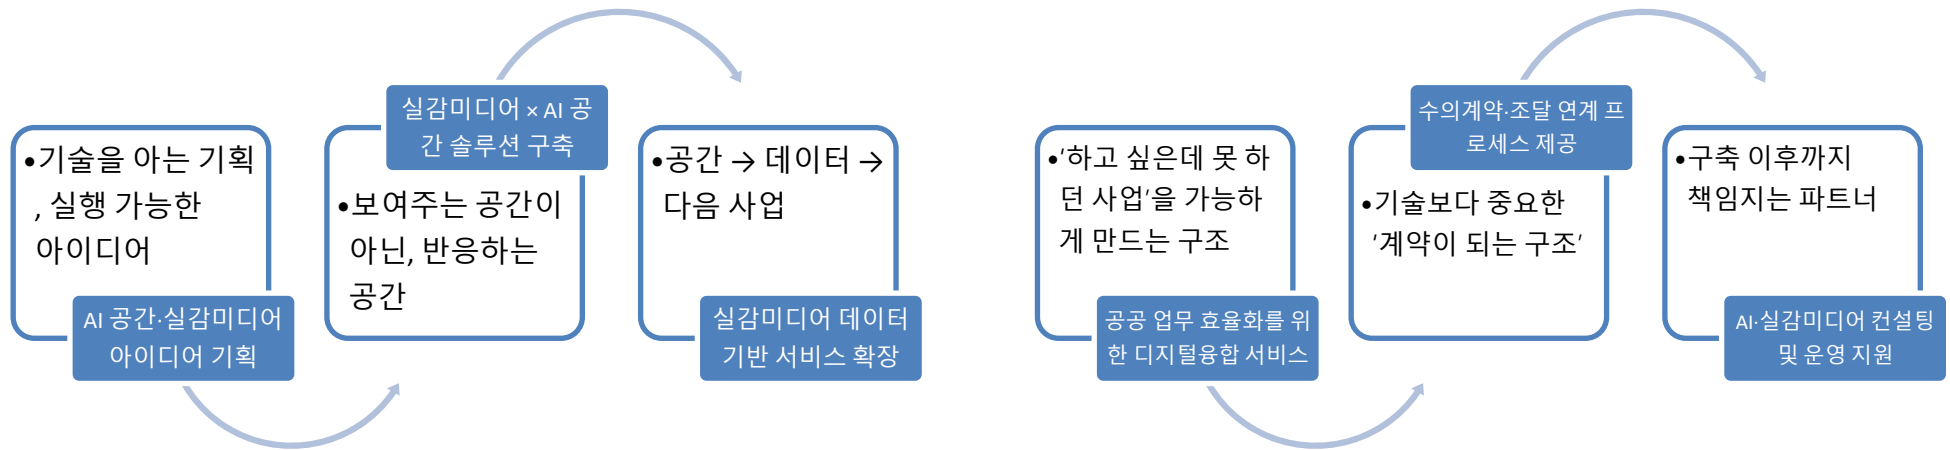 •기술을 아는 기획
, 실행 가능한
아이디어
AI 공간·실감미디어
아이디어 기획
실감미디어 × AI 공
간 솔루션 구축
•보여주는 공간이
아닌, 반응하는
공간
•공간 → 데이터 →
다음 사업
실감미디어 데이터
기반 서비스 확장
•'하고 싶은데 못 하
던 사업'을 가능하
게 만드는 구조
공공 업무 효율화를 위
한 디지털융합 서비스
수의계약·조달 연계 프
로세스 제공
•기술보다 중요한
'계약이 되는 구조'
•구축 이후까지
책임지는 파트너
AI·실감미디어 컨설팅
및 운영 지원